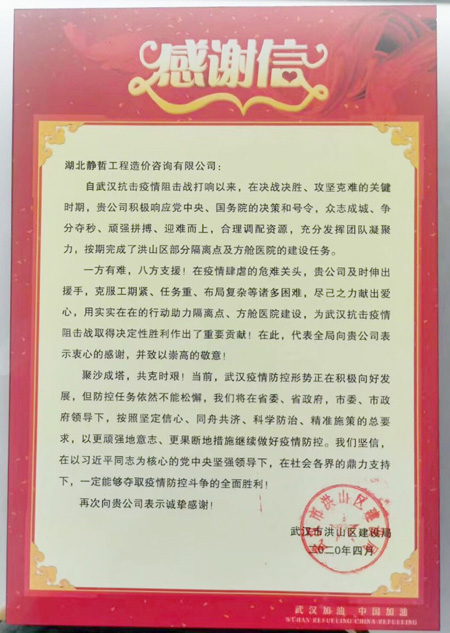 感谢信
湖北静哲工程造价咨询有限公司：
自武汉抗击疫情阻击战打响以来，在决战决胜、攻坚克难的关键
时期，贵公司积极响应党中央、国务院的决策和号令，众志成城、争
分夺秒、顽强拼搏、迎难而上，合理调配资源，充分发挥团队凝聚
力，按期完成了洪山区部分隔离点及方舱医院的建设任务。
一方有难，八方支援！在疫情肆虐的危难关头，贵公司及时伸出
援手，克服工期紧、任务重、布局复杂等诸多困难，尽己之力献出爱
心，用实实在在的行动助力隔离点、方舱医院建设，为武汉抗击疫情
阻击战取得决定性胜利作出了重要贡献！在此，代表全局向贵公司表
示衷心的感谢，并致以崇高的敬意！
聚沙成塔，共克时艰！当前，武汉疫情防控形势正在积极向好发
展，但防控任务依然不能松懈，我们将在省委、省政府，市委、市政
府领导下，按照坚定信心、同舟共济、科学防治、精准施策的总要
求，以更顽强地意志、更果断地措施继续做好疫情防控。我们坚信，
在以习近平同志为核心的党中央坚强领导下，在社会各界的鼎力支持
下，一定能够夺取疫情防控斗争的全面胜利！
再次向贵公司表示诚挚感谢！
武汉市洪山区建设局
二〇二〇年四月
武汉加油 中国加油
WUHAN REFUELING CHINA REFUELING